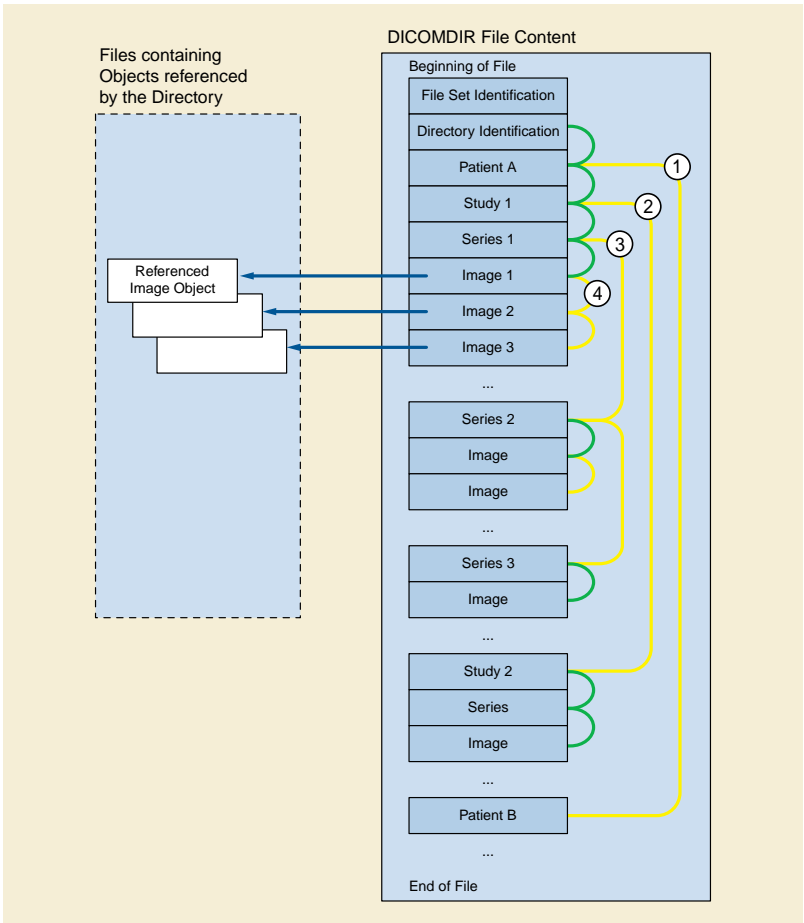 DICOMDIR File Content
Files containing
Objects referenced
by the Directory
Beginning of File
File Set Identification
Directory Identification
Patient A
1
Study 1
2
Series 1
3
Referenced
Image Object
Image 1
4
Image 2
Image 3
...
Series 2
Image
Image
...
Series 3
Image
...
Study 2
Series
Image
...
Patient B
...
End of File